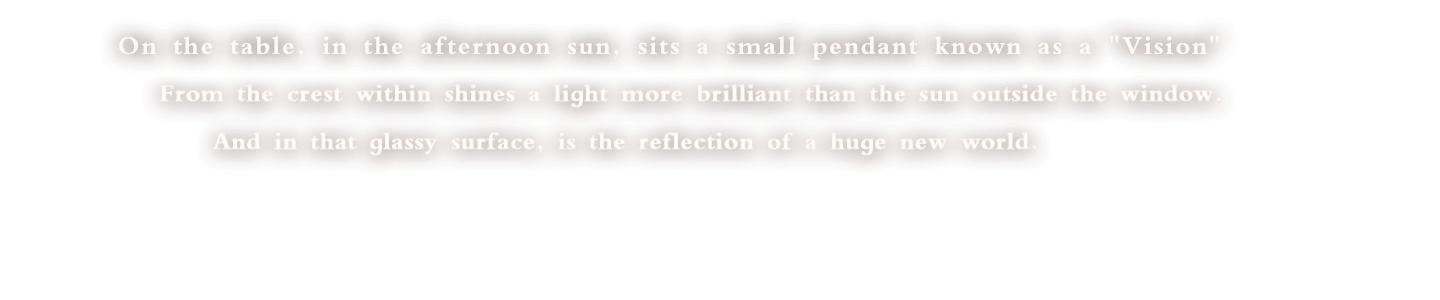 On the table, in the afternoon sun, sits a small pendant known as a "Vision"
From the crest within shines a light more brilliant than the sun outside the window.
And in that glassy surface, is the reflection of a huge new world.